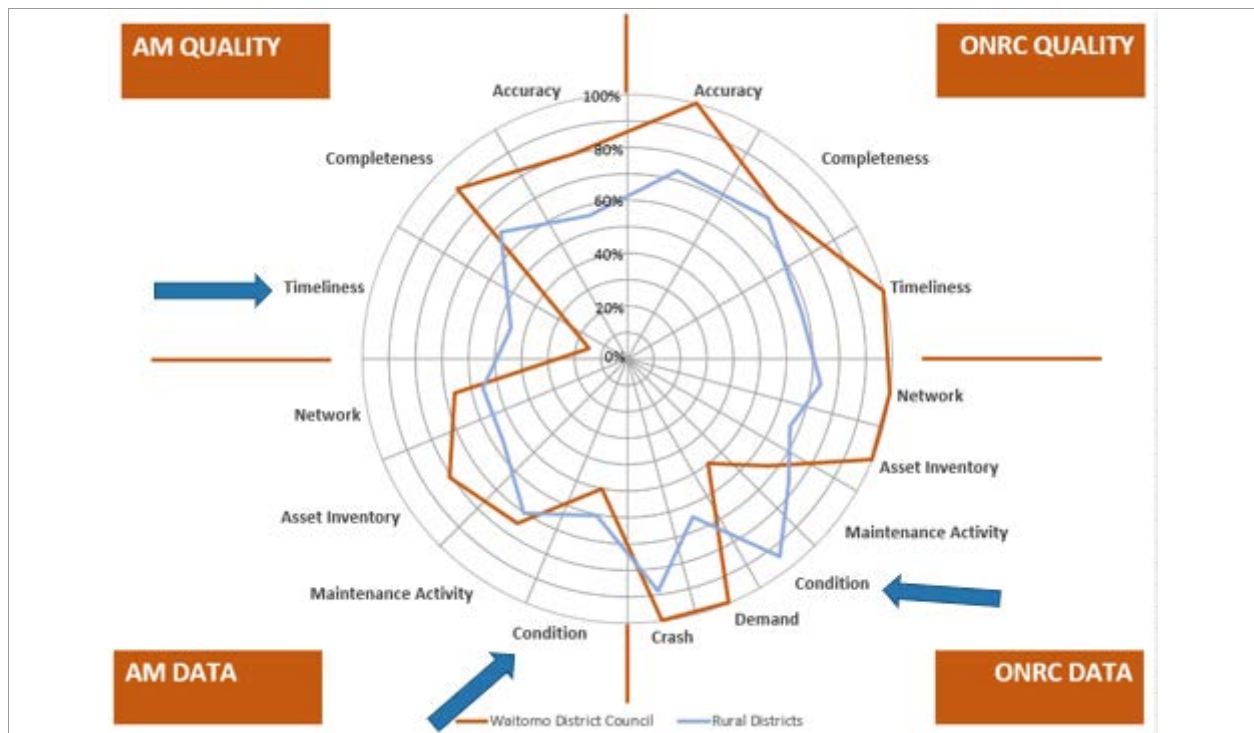 AM QUALITY
ONRC QUALITY
Accuracy
100%
Accuracy
Completeness
80%
Completeness
60%
40%
Timeliness
20%
Timeliness
0%
Network
Network
Asset Inventory
Asset Inventory
Maintenance Activity
Maintenance Activity
Condition
Condition
Crash
Demand
AM DATA
ONRC DATA
Waitomo District Council
Rural Districts